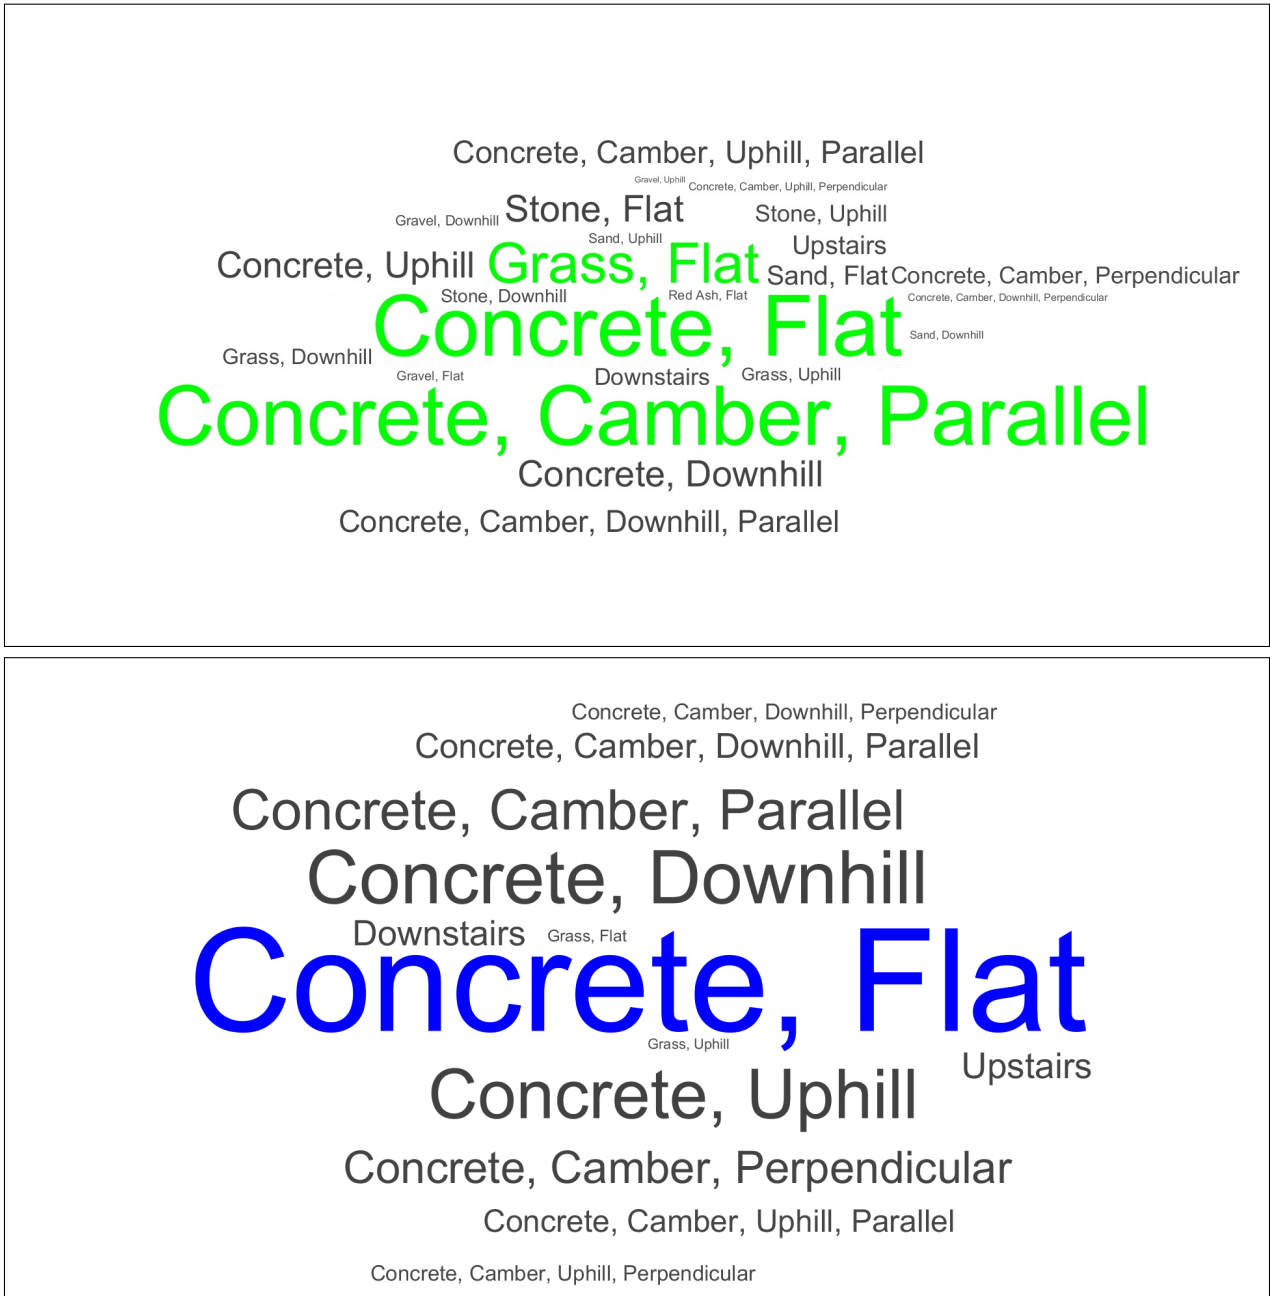 Concrete, Camber, Uphill, Parallel
Gravel, Uphill
Concrete, Camber, Uphill, Perpendicular
Stone, Flat
Stone, Uphill
Gravel, Downhill
Sand, Uphill
Upstairs
Concrete, Uphill
Grass, Flat
Sand, Flat
Concrete, Camber, Perpendicular
Stone, Downhill
Red Ash, Flat
Concrete, Camber, Downhill, Perpendicular
Concrete, Flat
Sand, Downhill
Grass, Downhill
Gravel, Flat
Downstairs
Grass, Uphill
Concrete, Camber, Parallel
Concrete, Downhill
Concrete, Camber, Downhill, Parallel
Concrete, Camber, Downhill, Perpendicular
Concrete, Camber, Downhill, Parallel
Concrete, Camber, Parallel
Concrete, Downhill
Downstairs
Grass, Flat
Concrete, Flat
Grass, Uphill
Upstairs
Concrete, Uphill
Concrete, Camber, Perpendicular
Concrete, Camber, Uphill, Parallel
Concrete, Camber, Uphill, Perpendicular